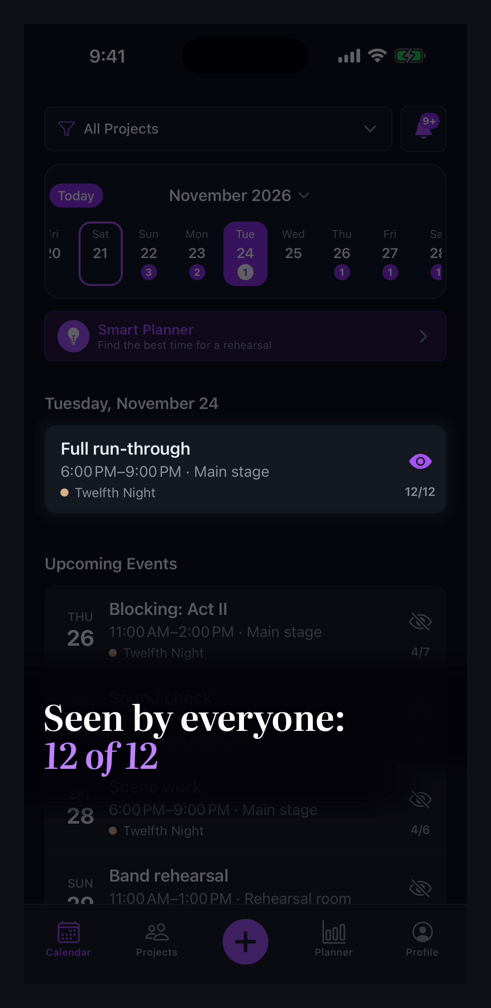 9:41
All Projects
9+
Today
November 2026
Fri Sat Sun Mon Tue Wed Thu Fri Sa
20 21 22 23 24 25 26 27 28
3 2 1 1 1 1
Smart Planner
Find the best time for a rehearsal
Tuesday, November 24
Full run-through
6:00 PM–9:00 PM · Main stage
Twelfth Night
12/12
Upcoming Events
THU
26
Blocking: Act II
11:00 AM–2:00 PM · Main stage
Twelfth Night
4/7
Sound check
Seen by everyone:
12 of 12
Scene work
SAT
28
6:00 PM–9:00 PM · Main stage
Twelfth Night
4/6
SUN
29
Band rehearsal
11:00 AM–1:00 PM · Rehearsal room
Calendar
Projects
Planner
Profile